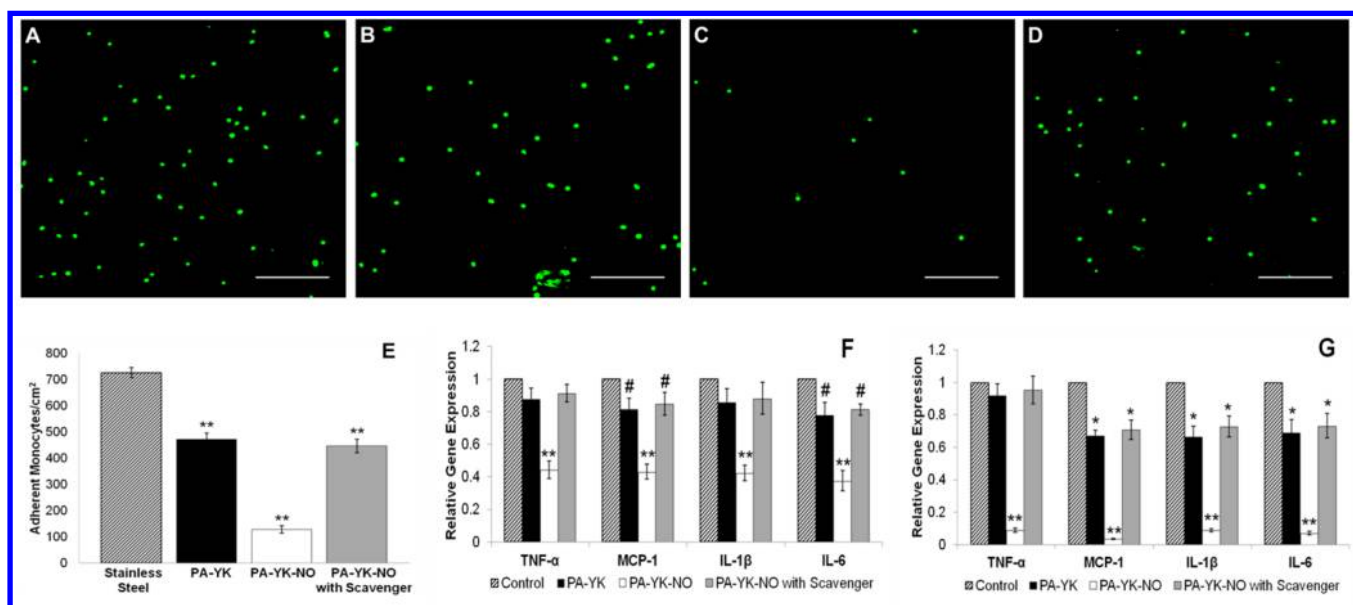 A
B
C
D
E
Adherent Monocytes/cm²
800
700
600
500
400
300
200
100
0
**
**
**
Stainless Steel
PA-YK
PA-YK-NO
PA-YK-NO with Scavenger
F
Relative Gene Expression
1.2
1
0.8
0.6
0.4
0.2
0
**
#
**
#
**
#
**
#
TNF-α
MCP-1
IL-1β
IL-6
Control PA-YK PA-YK-NO PA-YK-NO with Scavenger
G
Relative Gene Expression
1.2
1
0.8
0.6
0.4
0.2
0
**
*
**
*
*
**
*
*
**
*
TNF-α
MCP-1
IL-1β
IL-6
Control PA-YK PA-YK-NO PA-YK-NO with Scavenger